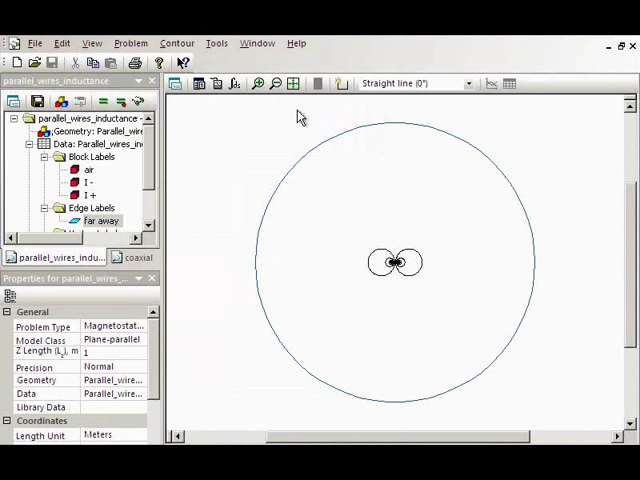 File Edit View Problem Contour Tools Window Help
parallel_wires_inductance
Straight line (0°)
parallel_wires_inductance
Geometry: Parallel_wire
Data: Parallel_wires_in
Block Labels
air
I -
I +
Edge Labels
far away
parallel_wires_indu... coaxial
Properties for parallel_wires_
General
Problem Type Magnetostat...
Model Class Plane-parallel
Z Length (Lz), m 1
Precision Normal
Geometry Parallel_wire...
Data Parallel_wire...
Library Data
Coordinates
Length Unit Meters